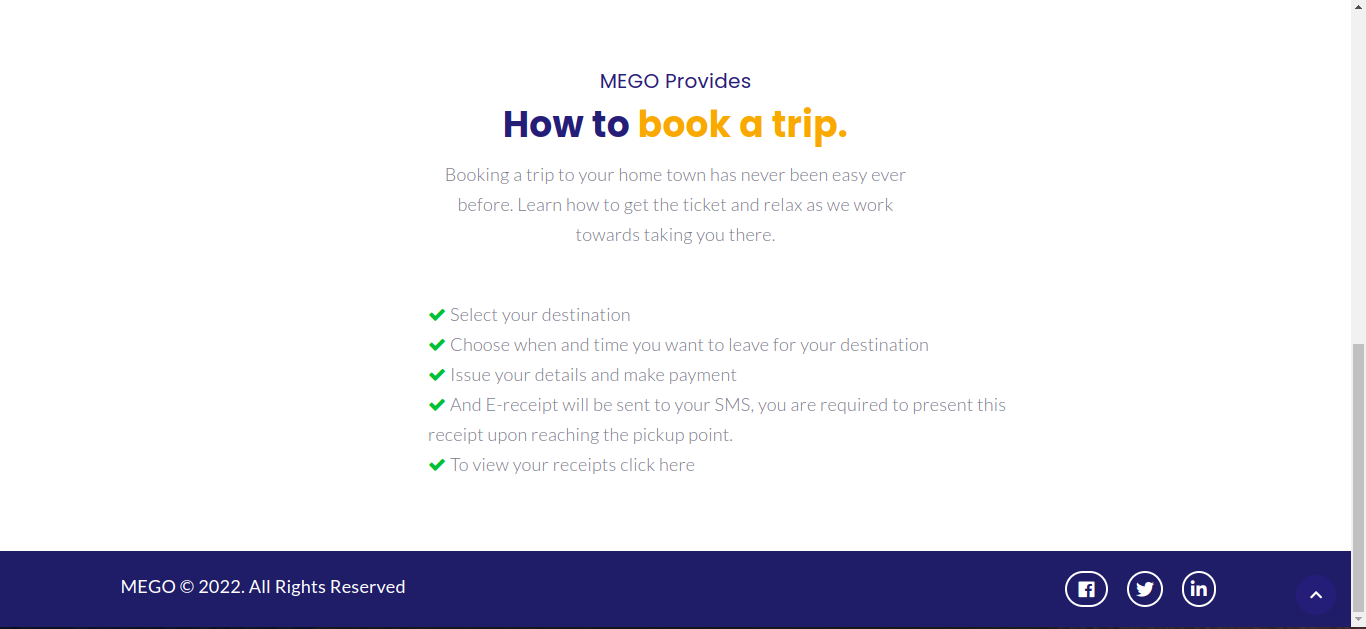 MEGO Provides
How to book a trip.
Booking a trip to your home town has never been easy ever
before. Learn how to get the ticket and relax as we work
towards taking you there.
Select your destination
Choose when and time you want to leave for your destination
Issue your details and make payment
And E-receipt will be sent to your SMS, you are required to present this
receipt upon reaching the pickup point.
To view your receipts click here
MEGO © 2022. All Rights Reserved